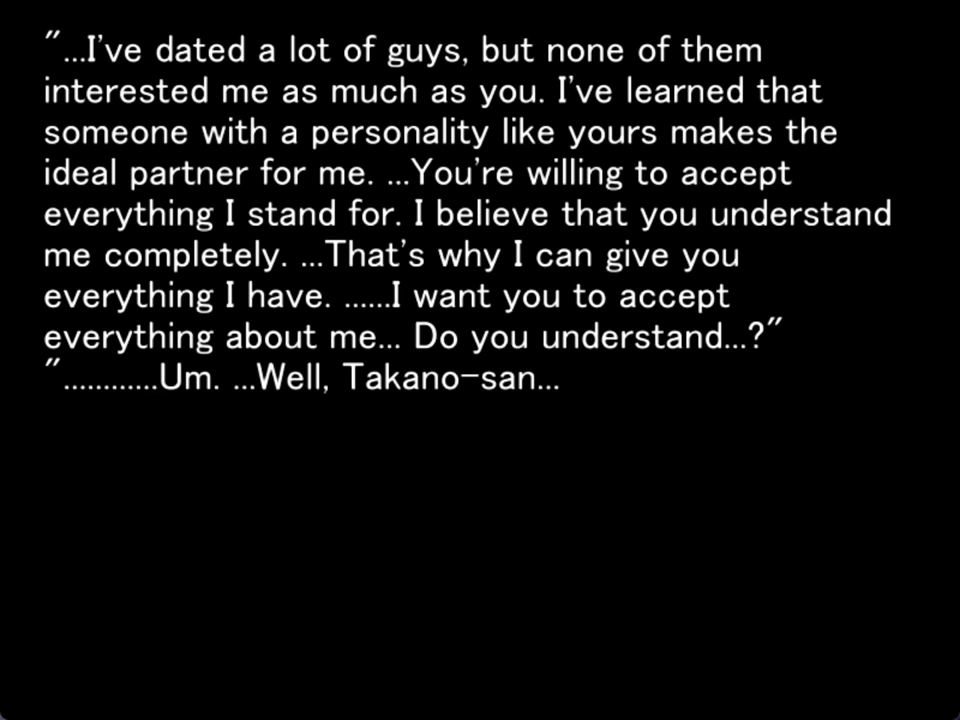 "...I've dated a lot of guys, but none of them
interested me as much as you. I've learned that
someone with a personality like yours makes the
ideal partner for me. ...You're willing to accept
everything I stand for. I believe that you understand
me completely. ...That's why I can give you
everything I have. ......I want you to accept
everything about me... Do you understand...?"
"............Um. ...Well, Takano-san...